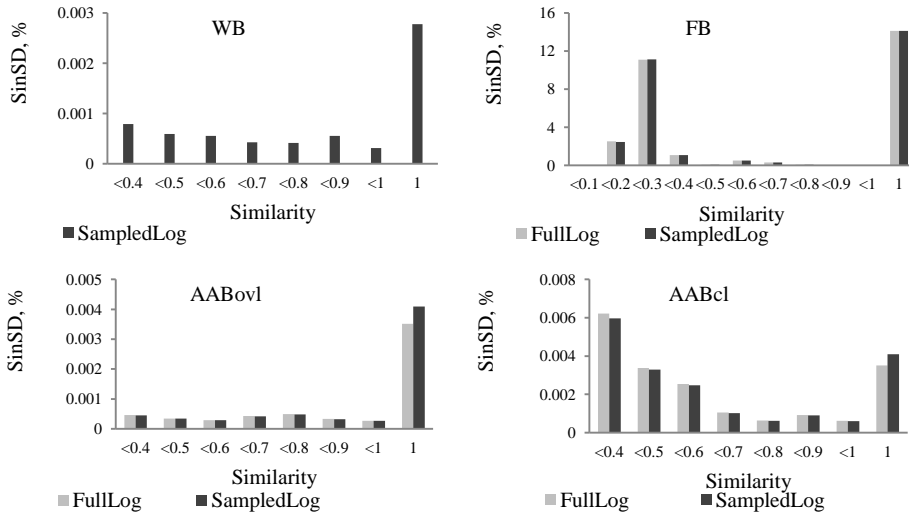 WB
SinSD, %
0.003
0.002
0.001
0
<0.4 <0.5 <0.6 <0.7 <0.8 <0.9 <1 1
Similarity
SampledLog
FB
SinSD, %
16
12
8
4
0
<0.1 <0.2 <0.3 <0.4 <0.5 <0.6 <0.7 <0.8 <0.9 <1 1
Similarity
FullLog SampledLog
AABovl
SinSD, %
0.005
0.004
0.003
0.002
0.001
0
<0.4 <0.5 <0.6 <0.7 <0.8 <0.9 <1 1
Similarity
FullLog SampledLog
AABcl
SinSD, %
0.008
0.006
0.004
0.002
0
<0.4 <0.5 <0.6 <0.7 <0.8 <0.9 <1 1
Similarity
FullLog SampledLog